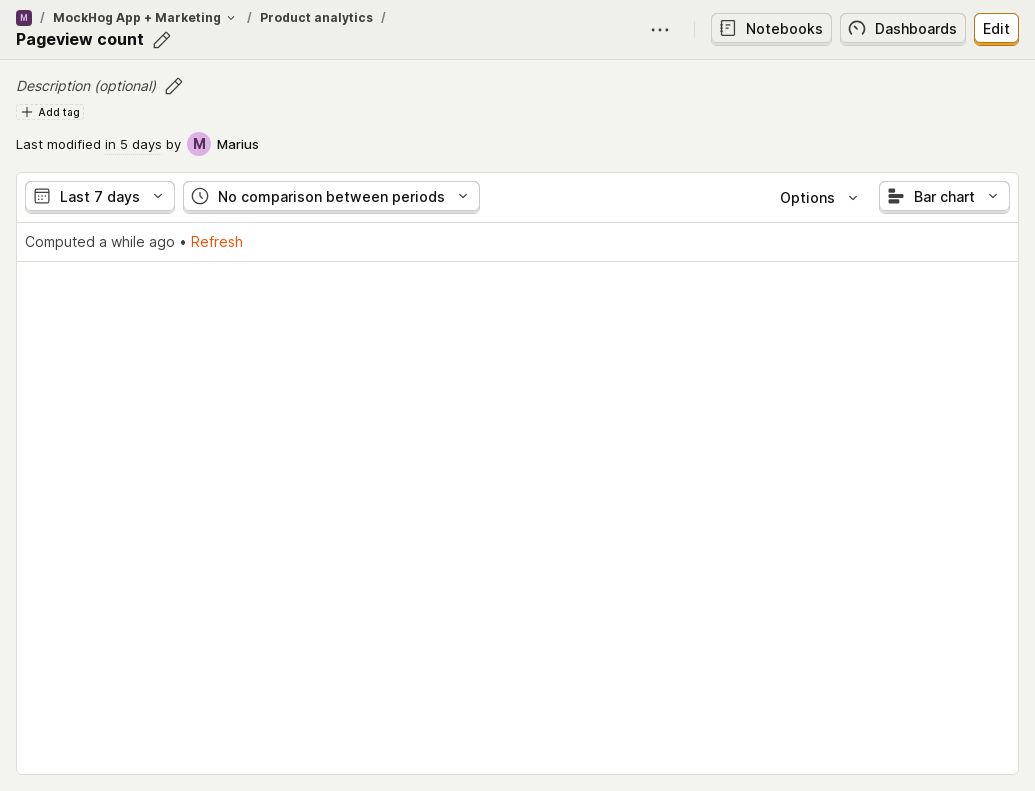 M / MockHog App + Marketing / Product analytics /
Pageview count
Notebooks
Dashboards
Edit
Description (optional)
Add tag
Last modified in 5 days by M Marius
Last 7 days
No comparison between periods
Options
Bar chart
Computed a while ago • Refresh